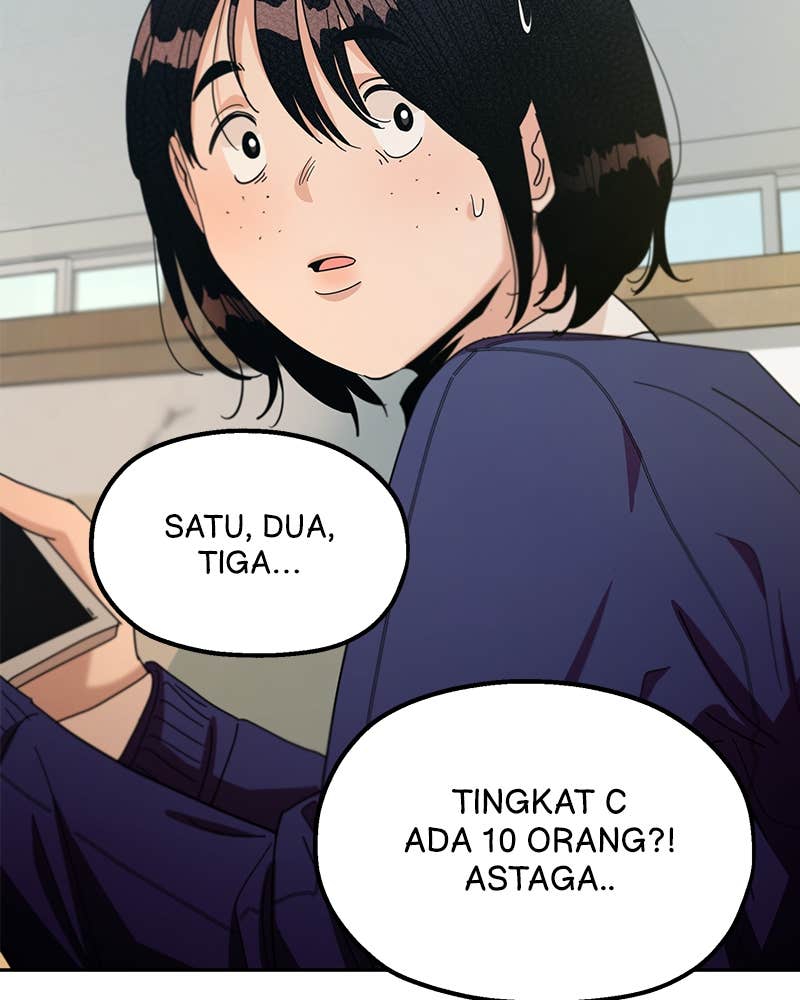 SATU, DUA,
TIGA...
TINGKAT C
ADA 10 ORANG?!
ASTAGA..